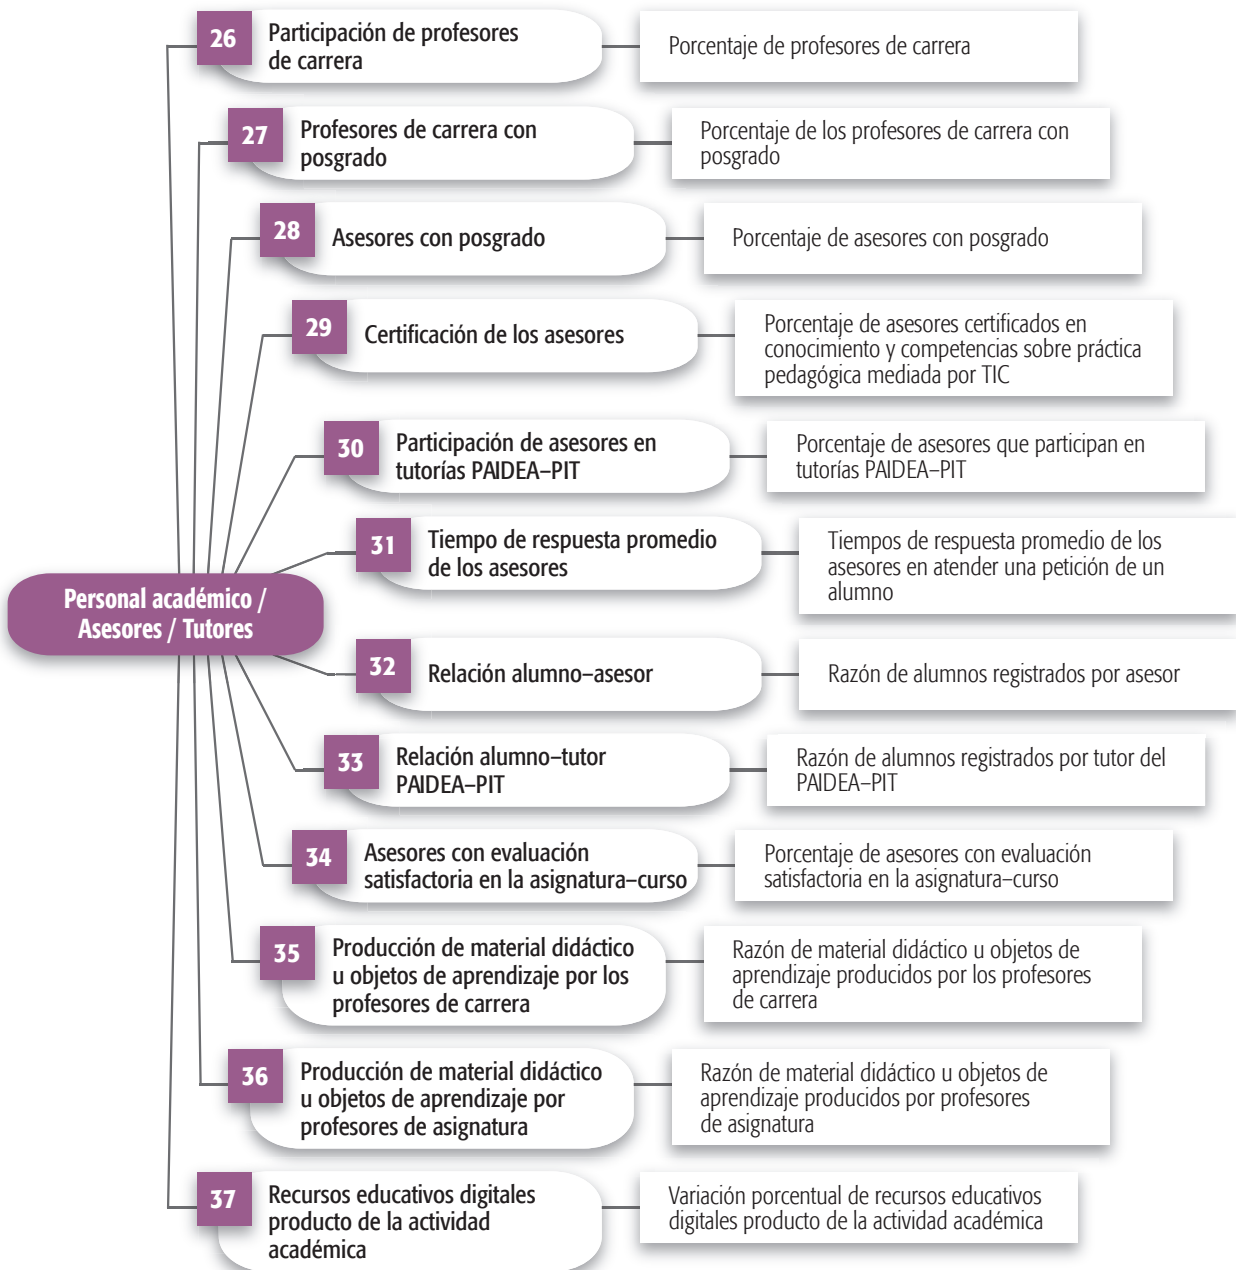 26
Participación de profesores
de carrera
Porcentaje de profesores de carrera
27
Profesores de carrera con
posgrado
Porcentaje de los profesores de carrera con
posgrado
28
Asesores con posgrado
Porcentaje de asesores con posgrado
29
Certificación de los asesores
Porcentaje de asesores certificados en
conocimiento y competencias sobre práctica
pedagógica mediada por TIC
30
Participación de asesores en
tutorías PAIDEA–PIT
Porcentaje de asesores que participan en
tutorías PAIDEA–PIT
31
Tiempo de respuesta promedio
de los asesores
Tiempos de respuesta promedio de los
asesores en atender una petición de un
alumno
Personal académico /
Asesores / Tutores
32
Relación alumno–asesor
Razón de alumnos registrados por asesor
33
Relación alumno–tutor
PAIDEA–PIT
Razón de alumnos registrados por tutor del
PAIDEA–PIT
34
Asesores con evaluación
satisfactoria en la asignatura–curso
Porcentaje de asesores con evaluación
satisfactoria en la asignatura–curso
35
Producción de material didáctico
u objetos de aprendizaje por los
profesores de carrera
Razón de material didáctico u objetos de
aprendizaje producidos por los profesores
de carrera
36
Producción de material didáctico
u objetos de aprendizaje por
profesores de asignatura
Razón de material didáctico u objetos de
aprendizaje producidos por profesores
de asignatura
37
Recursos educativos digitales
producto de la actividad
académica
Variación porcentual de recursos educativos
digitales producto de la actividad académica